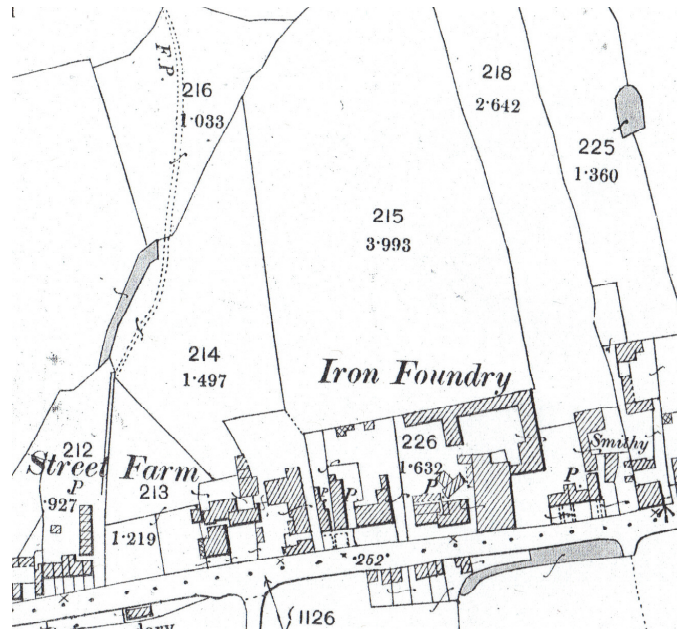 F.P.
216
1·033
218
2·642
225
1·360
215
3·993
214
1·497
Iron Foundry
212
Street Farm
P
·927
213
1·219
226
1·632
P
P
P.
Smithy
·252·
1126